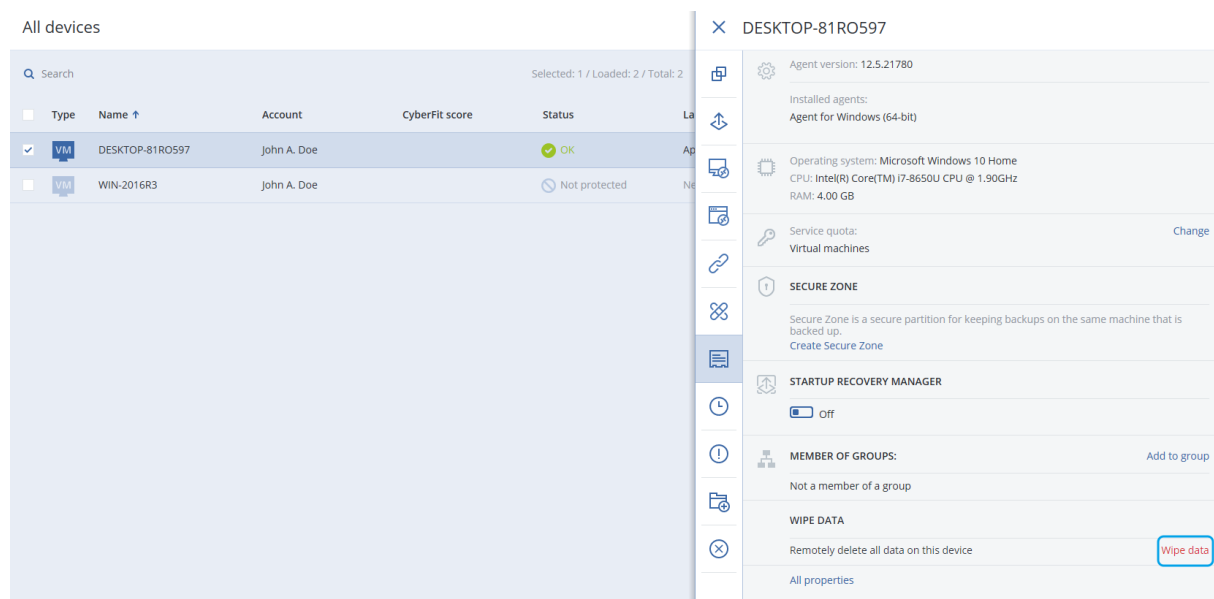 All devices
Search
Selected: 1 / Loaded: 2 / Total: 2
Type Name ↑ Account CyberFit score Status La
VM DESKTOP-81RO597 John A. Doe OK Ap
VM WIN-2016R3 John A. Doe Not protected Ne
DESKTOP-81RO597
Agent version: 12.5.21780
Installed agents:
Agent for Windows (64-bit)
Operating system: Microsoft Windows 10 Home
CPU: Intel(R) Core(TM) i7-8650U CPU @ 1.90GHz
RAM: 4.00 GB
Service quota: Change
Virtual machines
SECURE ZONE
Secure Zone is a secure partition for keeping backups on the same machine that is
backed up.
Create Secure Zone
STARTUP RECOVERY MANAGER
Off
MEMBER OF GROUPS: Add to group
Not a member of a group
WIPE DATA
Remotely delete all data on this device Wipe data
All properties